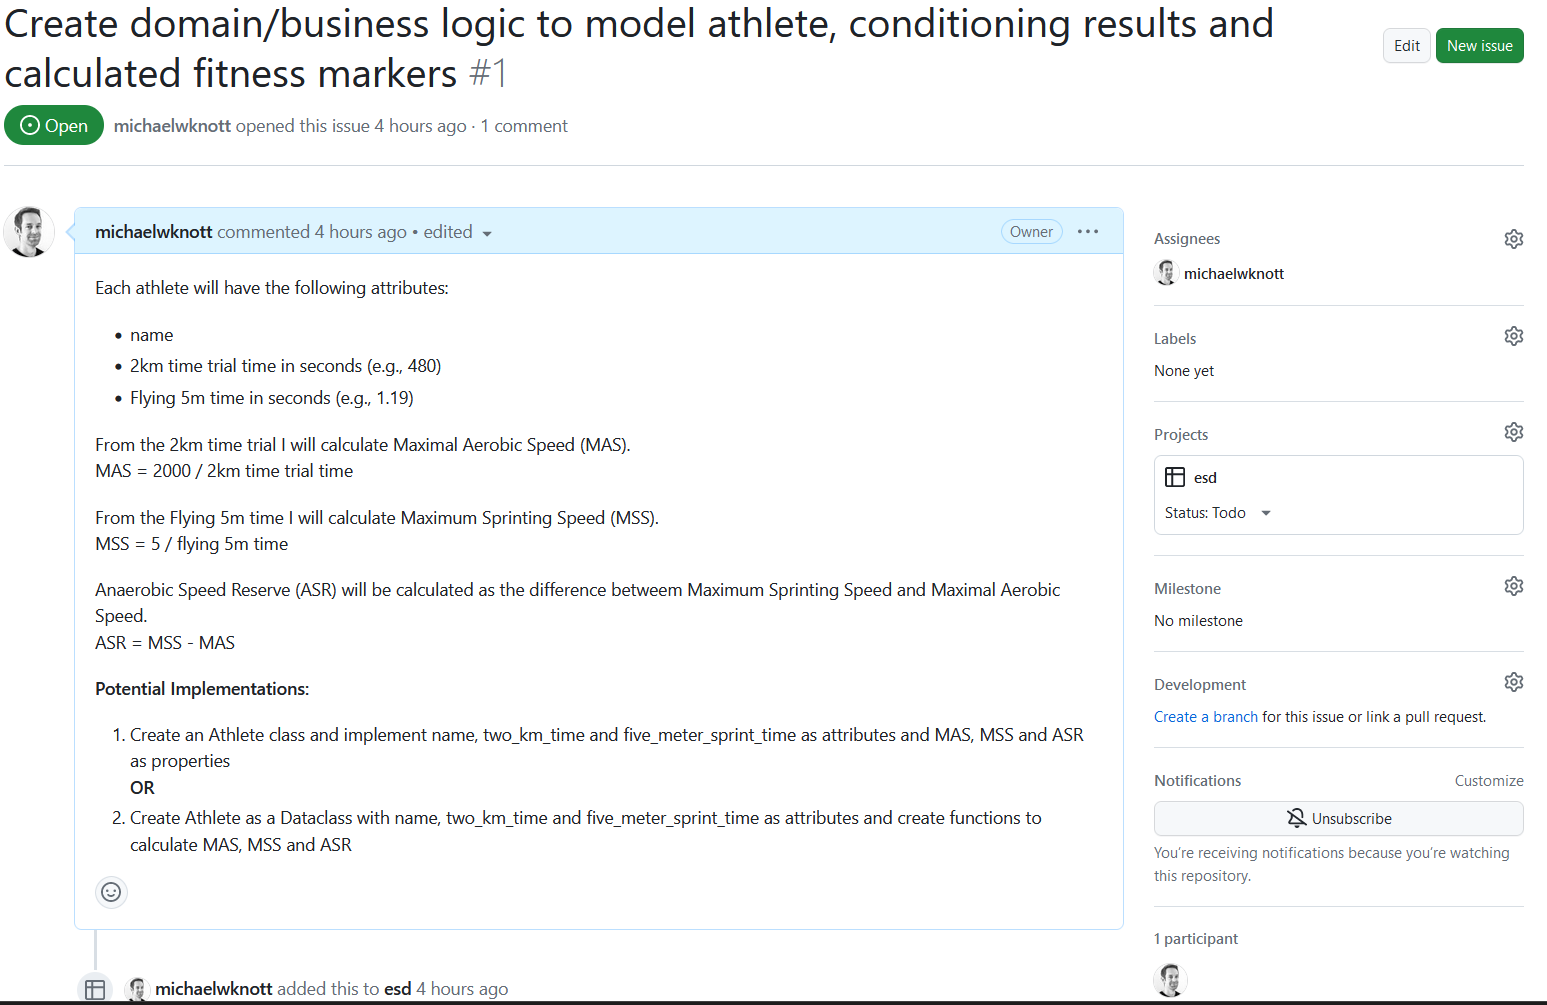 Create domain/business logic to model athlete, conditioning results and
calculated fitness markers #1
Edit
New issue
Open
michaelwknott opened this issue 4 hours ago · 1 comment
michaelwknott commented 4 hours ago • edited
Owner
Each athlete will have the following attributes:
• name
• 2km time trial time in seconds (e.g., 480)
• Flying 5m time in seconds (e.g., 1.19)
From the 2km time trial I will calculate Maximal Aerobic Speed (MAS).
MAS = 2000 / 2km time trial time
From the Flying 5m time I will calculate Maximum Sprinting Speed (MSS).
MSS = 5 / flying 5m time
Anaerobic Speed Reserve (ASR) will be calculated as the difference betweem Maximum Sprinting Speed and Maximal Aerobic
Speed.
ASR = MSS - MAS
Potential Implementations:
1. Create an Athlete class and implement name, two_km_time and five_meter_sprint_time as attributes and MAS, MSS and ASR
as properties
OR
2. Create Athlete as a Dataclass with name, two_km_time and five_meter_sprint_time as attributes and create functions to
calculate MAS, MSS and ASR
michaelwknott added this to esd 4 hours ago
Assignees
michaelwknott
Labels
None yet
Projects
esd
Status: Todo
Milestone
No milestone
Development
Create a branch for this issue or link a pull request.
Notifications
Customize
Unsubscribe
You're receiving notifications because you're watching
this repository.
1 participant